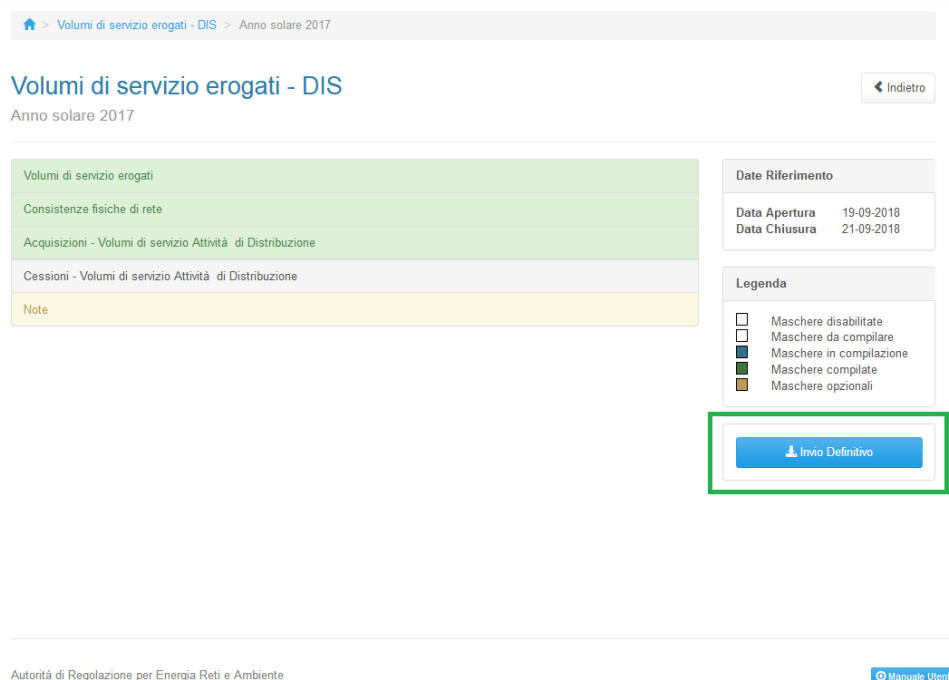 > Volumi di servizio erogati - DIS > Anno solare 2017
Volumi di servizio erogati - DIS
Indietro
Anno solare 2017
Volumi di servizio erogati
Consistenze fisiche di rete
Acquisizioni - Volumi di servizio Attività di Distribuzione
Cessioni - Volumi di servizio Attività di Distribuzione
Note
Date Riferimento
Data Apertura 19-09-2018
Data Chiusura 21-09-2018
Legenda
Maschere disabilitate
Maschere da compilare
Maschere in compilazione
Maschere compilate
Maschere opzionali
Invio Definitivo
Autorità di Regolazione per Energia Reti e Ambiente
Manuale Utent